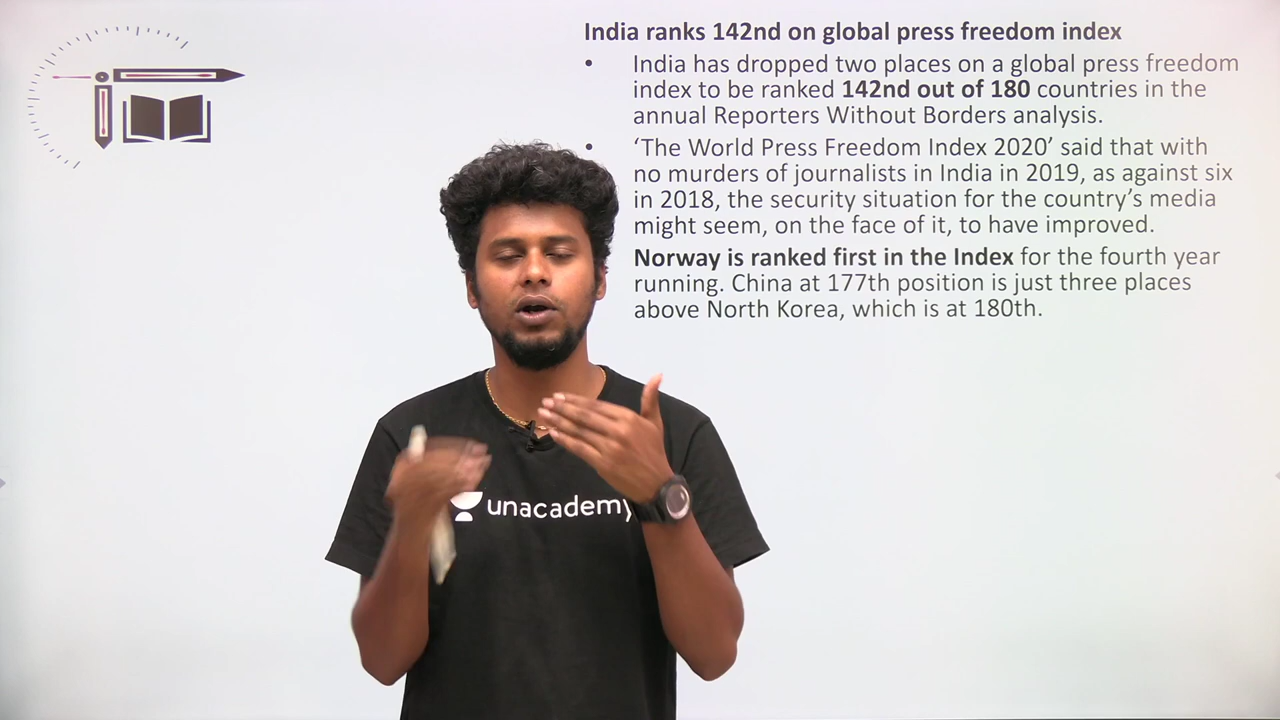 India ranks 142nd on global press freedom index
• India has dropped two places on a global press freedom
index to be ranked 142nd out of 180 countries in the
annual Reporters Without Borders analysis.
• ‘The World Press Freedom Index 2020’ said that with
no murders of journalists in India in 2019, as against six
in 2018, the security situation for the country’s media
might seem, on the face of it, to have improved.
Norway is ranked first in the Index for the fourth year
running. China at 177th position is just three places
above North Korea, which is at 180th.
unacademy